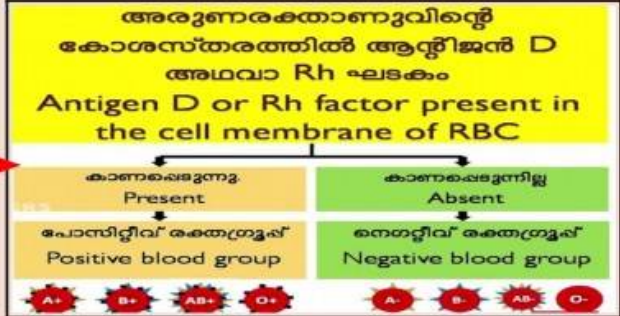 അരുണരക്താണുവിന്റെ
കോശസ്തരത്തിൽ ആന്റിജൻ D
അഥവാ Rh ഘടകം
Antigen D or Rh factor present in
the cell membrane of RBC
കാണപ്പെടുന്നു.
Present
കാണപ്പെടുന്നില്ല
Absent
പോസിറ്റീവ് രക്തഗ്രൂപ്പ്
Positive blood group
നെഗറ്റീവ് രക്തഗ്രൂപ്പ്
Negative blood group
A+ B+ AB+ O+ A- B- AB- O-